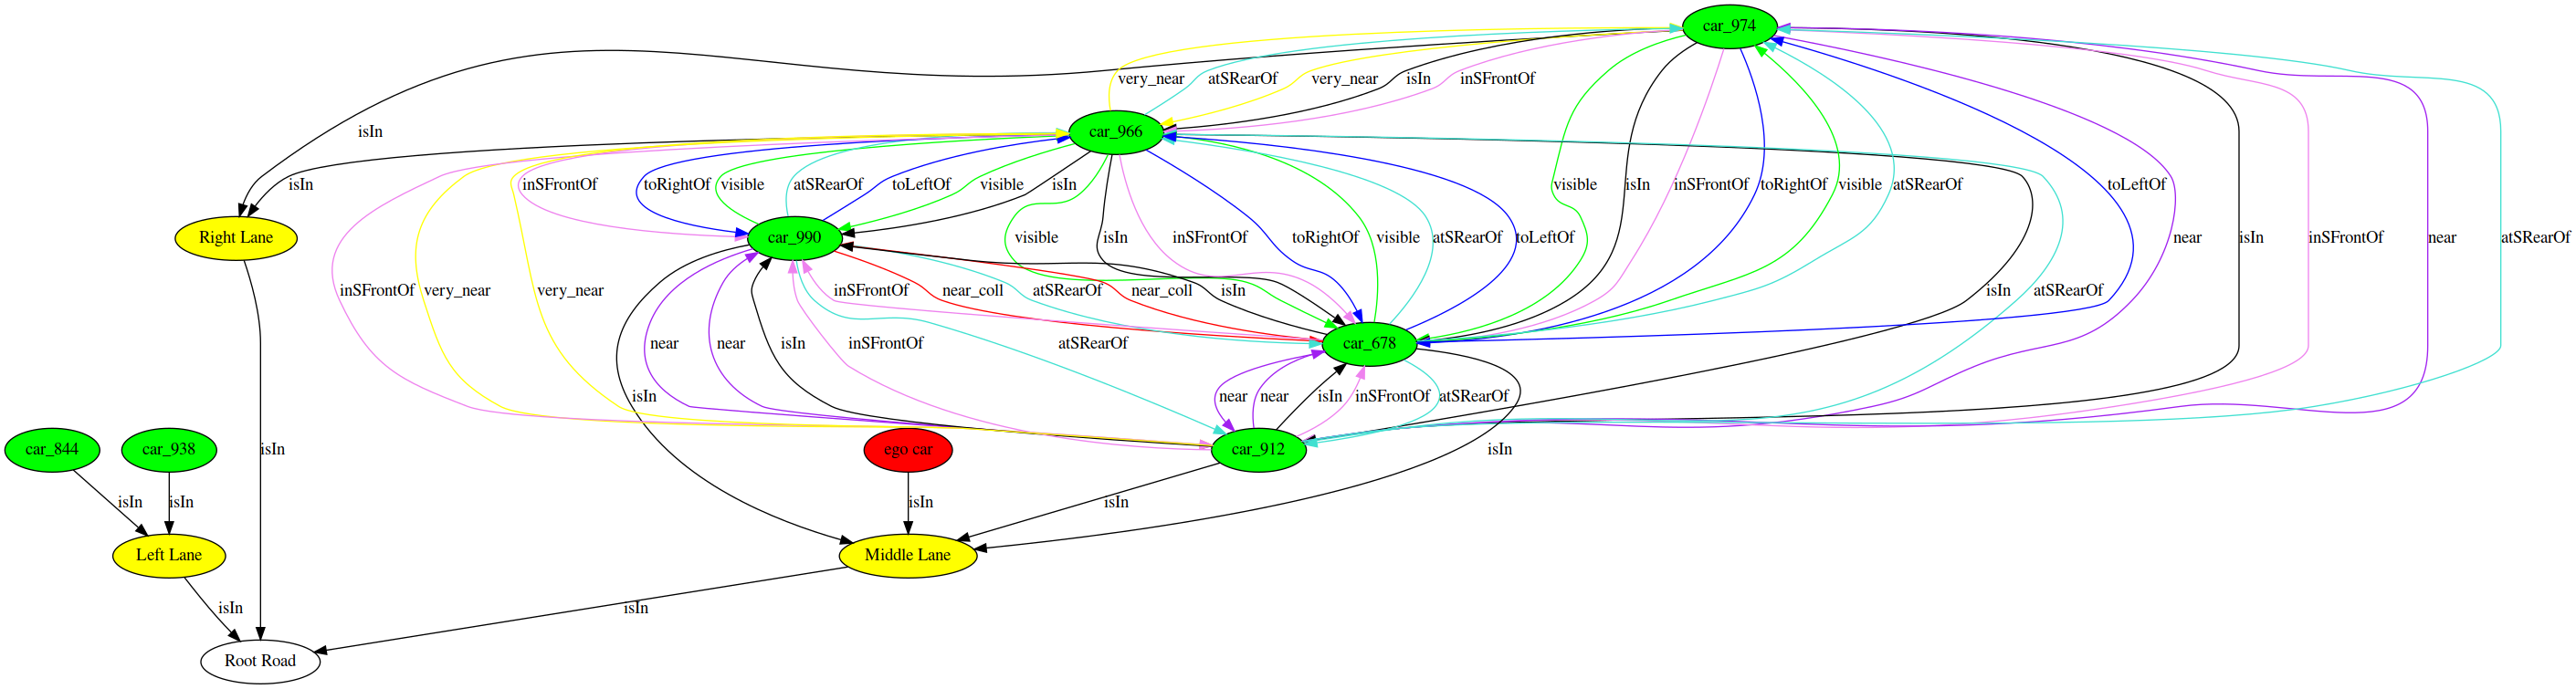 car_974
very_near atSRearOf very_near isIn inSFrontOf
isIn car_966
isIn inSFrontOf toRightOf visible atSRearOf toLeftOf visible isIn visible isIn inSFrontOf toRightOf visible atSRearOf
Right Lane car_990 visible isIn inSFrontOf toRightOf visible atSRearOf toLeftOf toLeftOf near isIn inSFrontOf near atSRearOf
inSFrontOf very_near very_near inSFrontOf near_coll atSRearOf near_coll isIn isIn atSRearOf
near near isIn inSFrontOf atSRearOf car_678
isIn near near isIn inSFrontOf atSRearOf
car_844 car_938 isIn ego car car_912 isIn
isIn isIn isIn isIn
Left Lane Middle Lane
isIn isIn
Root Road